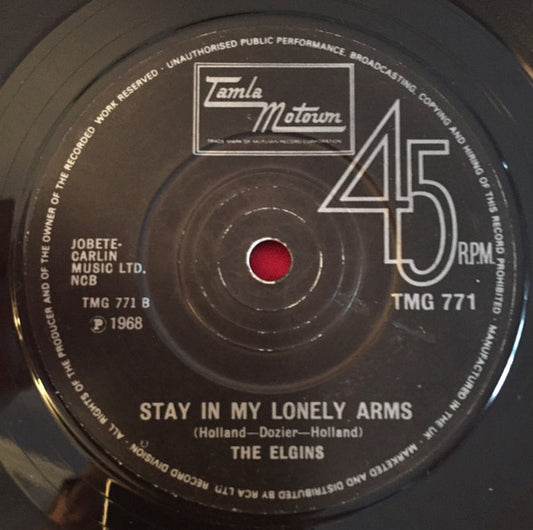 ALL RIGHTS OF THE PRODUCER AND OF THE OWNER OF THE RECORDED WORK RESERVED · UNAUTHORISED PUBLIC PERFORMANCE, BROADCASTING, COPYING AND HIRING OF THIS RECORD PROHIBITED · MANUFACTURED IN THE UK · MARKETED AND DISTRIBUTED BY RCA LTD, RECORD DIVISION
Tamla
Motown
TRADE MARK OF MOTOWN RECORD CORPORATION
45
R.P.M.
JOBETE-
CARLIN
MUSIC LTD.
NCB
TMG 771 B
Ⓟ 1968
TMG 771
STAY IN MY LONELY ARMS
(Holland—Dozier—Holland)
THE ELGINS